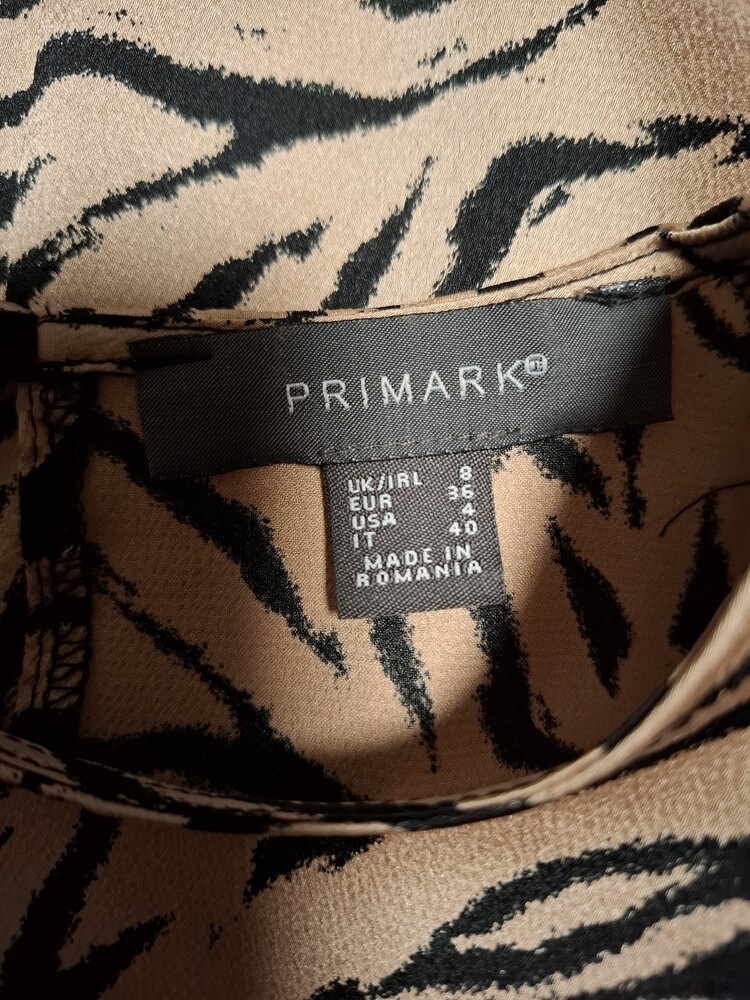 PRIMARK
UK/IRL 8
EUR 36
USA 4
IT 40
MADE IN
ROMANIA